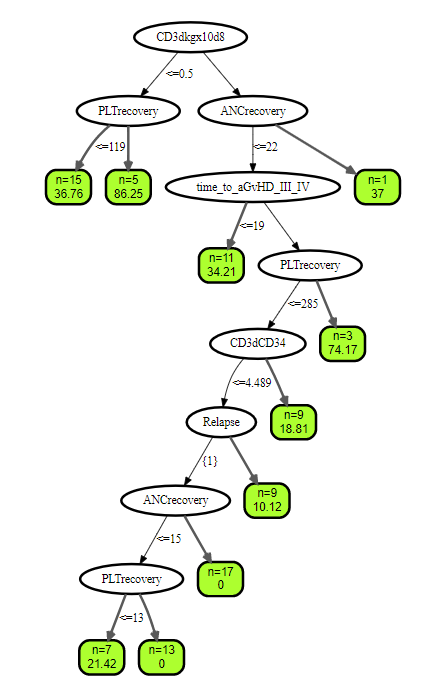 CD3dkgx10d8
<=0.5
PLTrecovery
ANCrecovery
<=119
<=22
n=15
36.76
n=5
86.25
time_to_aGvHD_III_IV
n=1
37
<=19
n=11
34.21
PLTrecovery
<=285
CD3dCD34
n=3
74.17
<=4.489
Relapse
n=9
18.81
{1}
ANCrecovery
n=9
10.12
<=15
PLTrecovery
n=17
0
<=13
n=7
21.42
n=13
0